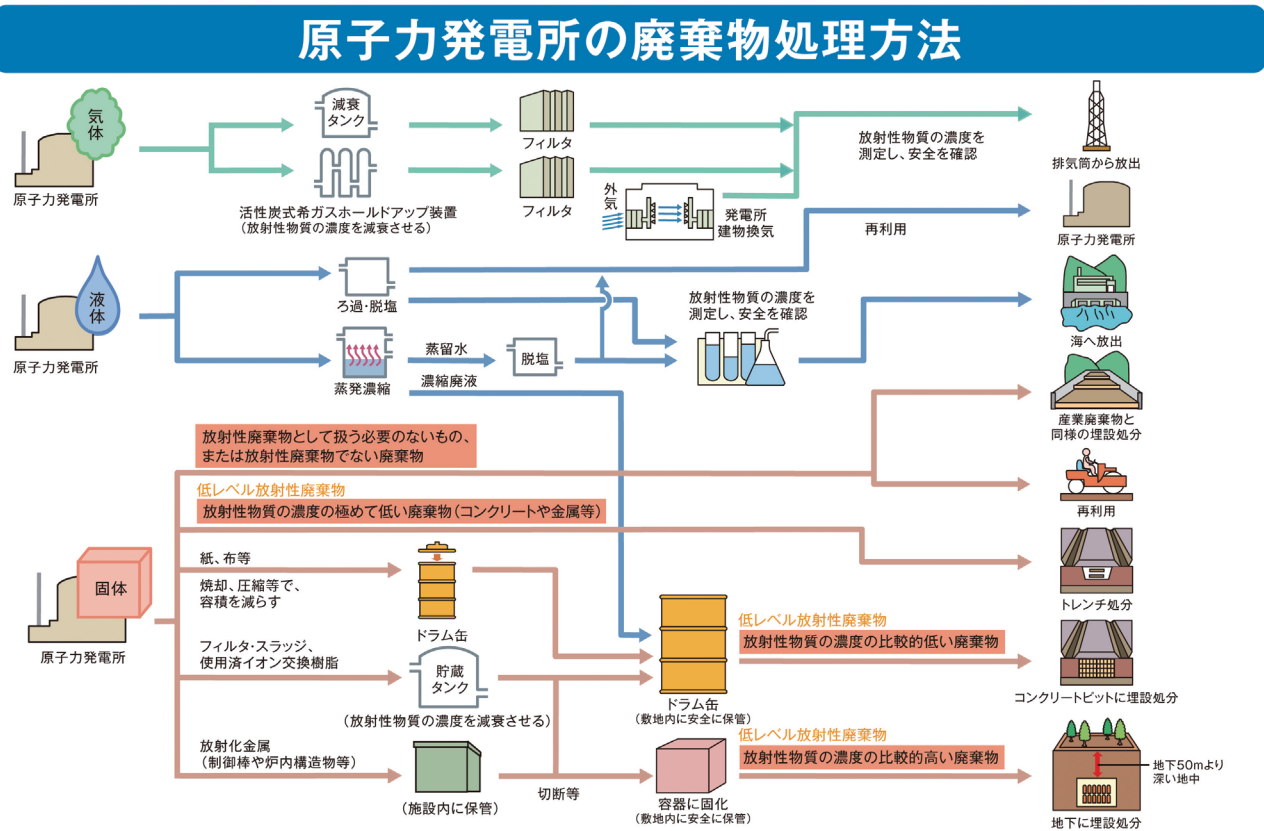 原子力発電所の廃棄物処理方法
気体
原子力発電所
減衰
タンク
フィルタ
活性炭式希ガスホールドアップ装置
(放射性物質の濃度を減衰させる)
フィルタ
外気
発電所
建物換気
放射性物質の濃度を
測定し、安全を確認
排気筒から放出
液体
原子力発電所
ろ過・脱塩
再利用
原子力発電所
蒸発濃縮
蒸留水
脱塩
濃縮廃液
放射性物質の濃度を
測定し、安全を確認
海へ放出
固体
原子力発電所
放射性廃棄物として扱う必要のないもの、
または放射性廃棄物でない廃棄物
産業廃棄物と
同様の埋設処分
再利用
低レベル放射性廃棄物
放射性物質の濃度の極めて低い廃棄物(コンクリートや金属等)
トレンチ処分
紙、布等
焼却、圧縮等で、
容積を減らす
ドラム缶
フィルタ・スラッジ、
使用済イオン交換樹脂
貯蔵
タンク
(放射性物質の濃度を減衰させる)
ドラム缶
(敷地内に安全に保管)
低レベル放射性廃棄物
放射性物質の濃度の比較的低い廃棄物
コンクリートピットに埋設処分
放射化金属
(制御棒や炉内構造物等)
(施設内に保管)
切断等
容器に固化
(敷地内に安全に保管)
低レベル放射性廃棄物
放射性物質の濃度の比較的高い廃棄物
地下50mより
深い地中
地下に埋設処分